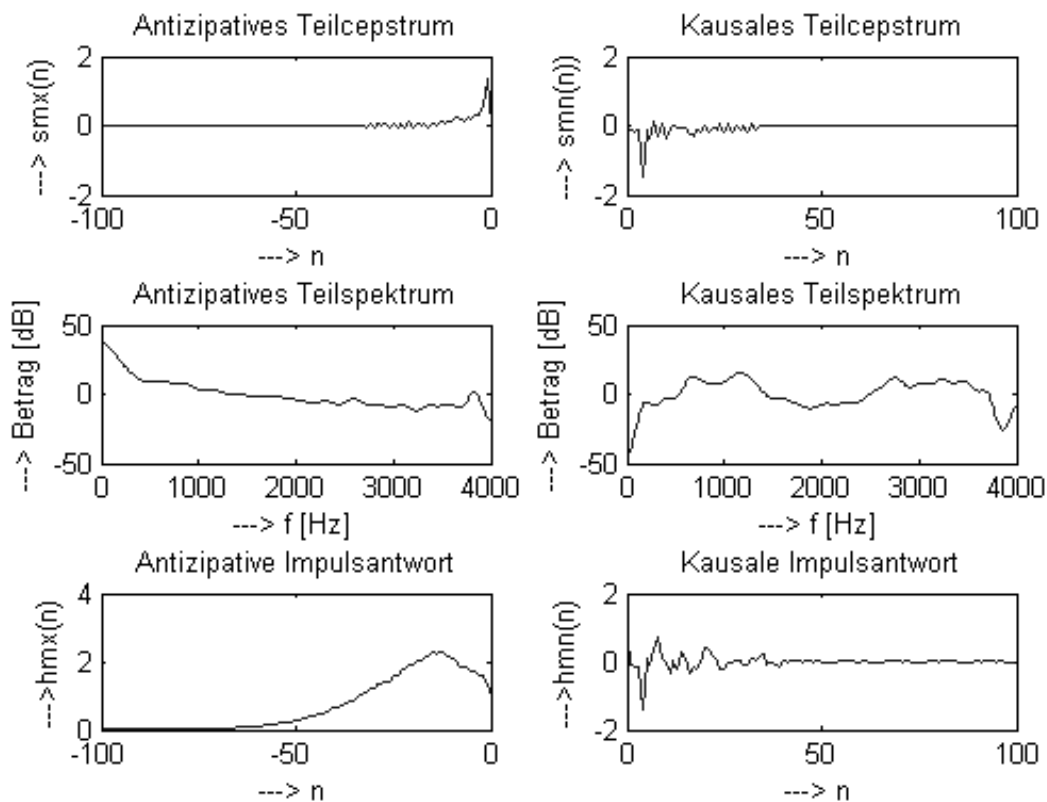 Antizipatives Teilcepstrum
Kausales Teilcepstrum
---> smx(n)
2
0
-2
-100
-50
0
---> n
---> smn(n))
2
0
-2
0
50
100
---> n
Antizipatives Teilspektrum
Kausales Teilspektrum
---> Betrag [dB]
50
0
-50
0
1000
2000
3000
4000
---> f [Hz]
---> Betrag [dB]
50
0
-50
0
1000
2000
3000
4000
---> f [Hz]
Antizipative Impulsantwort
Kausale Impulsantwort
--->hmx(n)
4
2
0
-100
-50
0
---> n
--->hmn(n)
2
0
-2
0
50
100
---> n